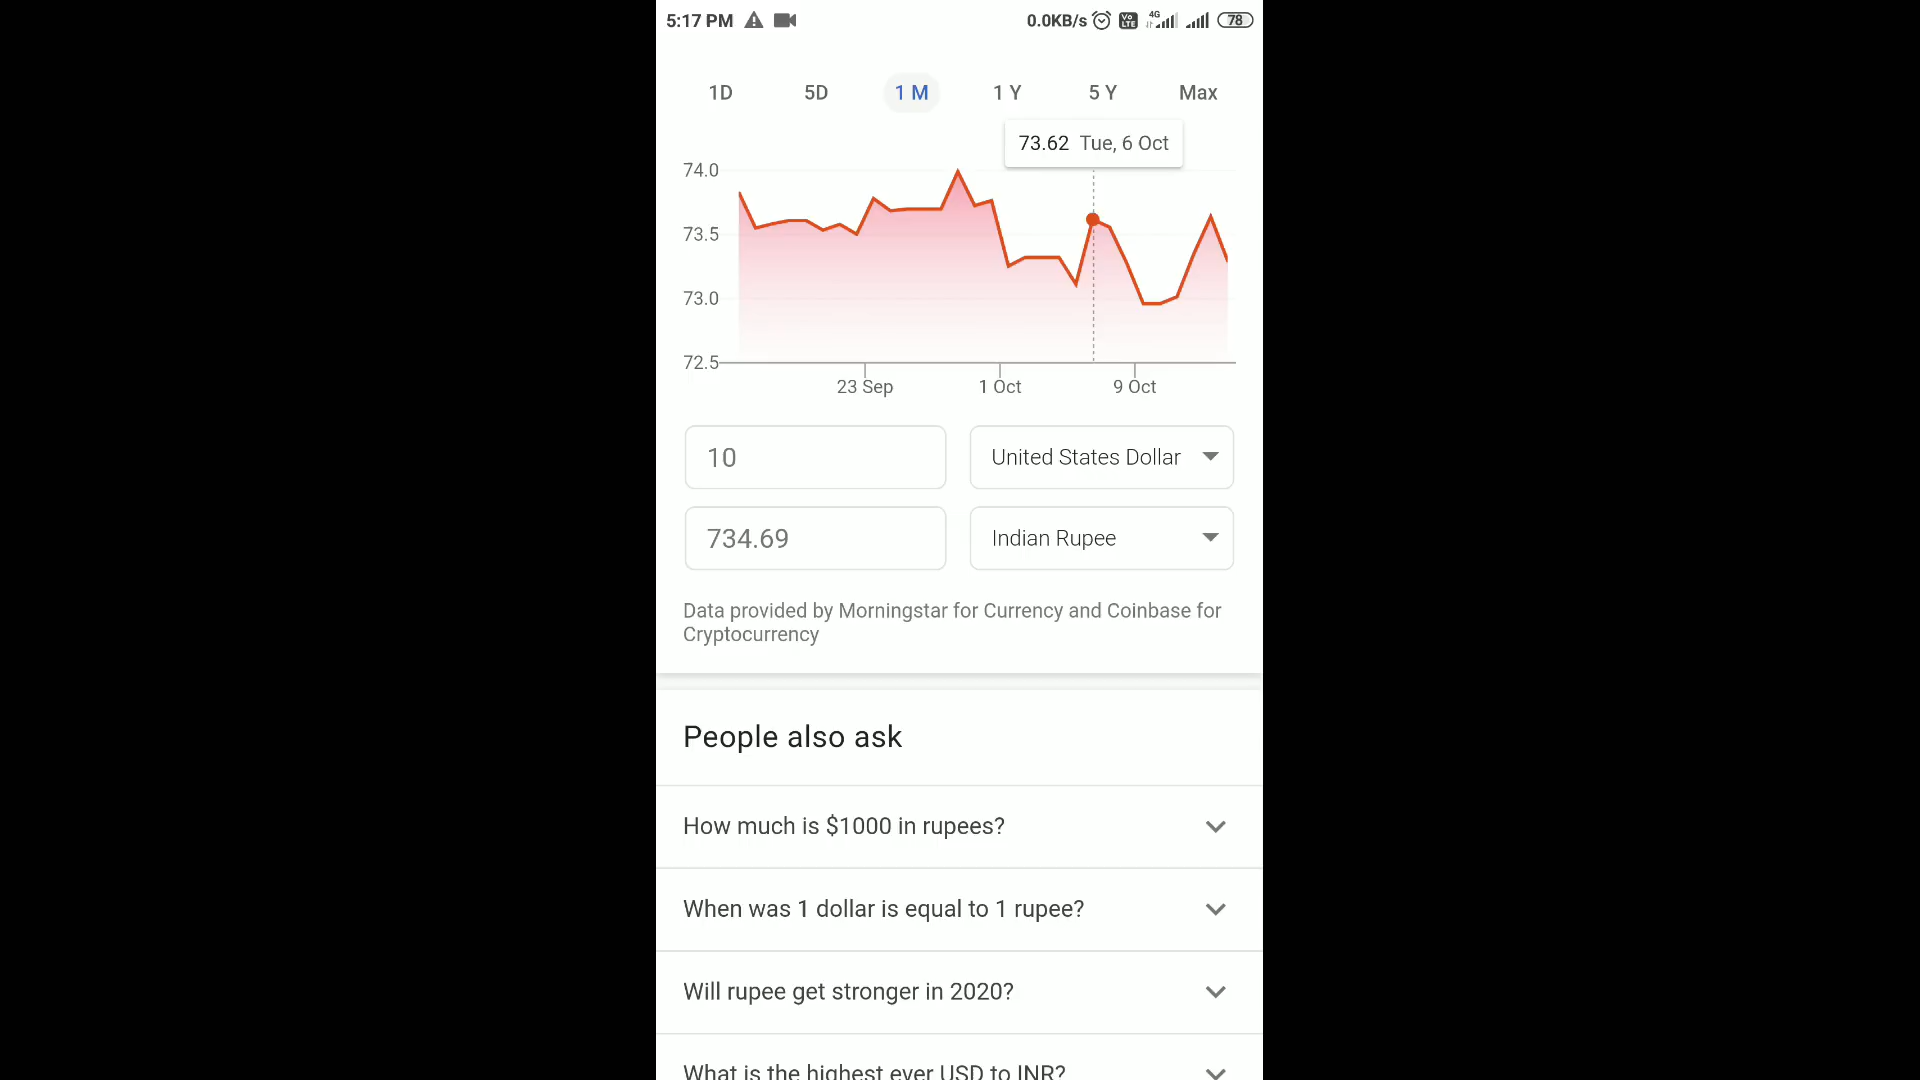 5:17 PM 0.0KB/s Vo LTE 4G 78
1D 5D 1 M 1 Y 5 Y Max
73.62 Tue, 6 Oct
74.0
73.5
73.0
72.5
23 Sep 1 Oct 9 Oct
10 United States Dollar
734.69 Indian Rupee
Data provided by Morningstar for Currency and Coinbase for
Cryptocurrency
People also ask
How much is $1000 in rupees?
When was 1 dollar is equal to 1 rupee?
Will rupee get stronger in 2020?
What is the highest ever USD to INR?